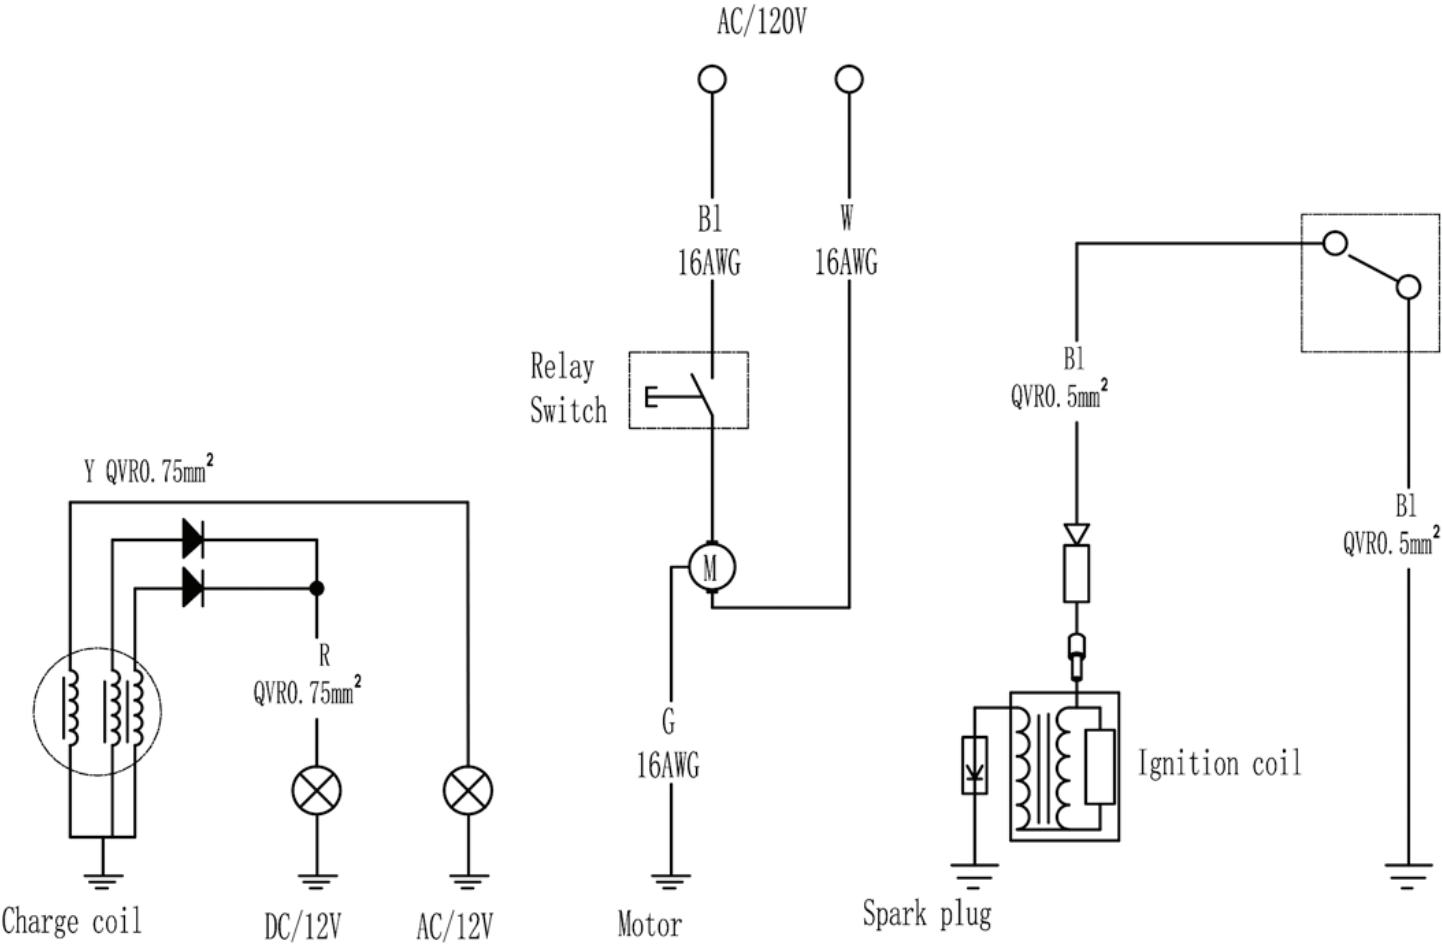 AC/120V
Bl
16AWG
W
16AWG
Relay
Switch
Bl
QVR0.5mm²
Bl
QVR0.5mm²
Y QVR0.75mm²
R
QVR0.75mm²
M
G
16AWG
Ignition coil
Charge coil
DC/12V
AC/12V
Motor
Spark plug